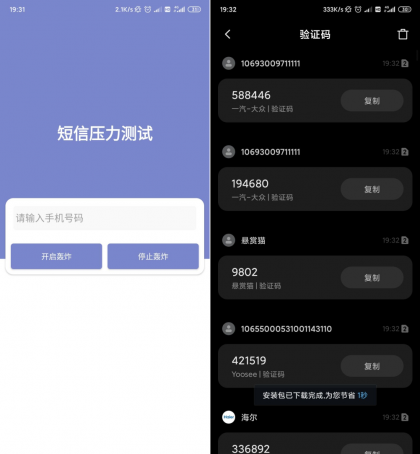 19:31
2.1K/s
短信压力测试
请输入手机号码
开启轰炸
停止轰炸
19:32
333K/s
验证码
10693009711111
19:32
588446
复制
一汽-大众 | 验证码
10693009711111
19:32
194680
复制
一汽-大众 | 验证码
悬赏猫
19:32
9802
复制
悬赏猫 | 验证码
10655000531001143110
19:32
421519
复制
Yoosee | 验证码
安装包已下载完成,为您节省 1秒
Haier
海尔
19:32
336892
复制